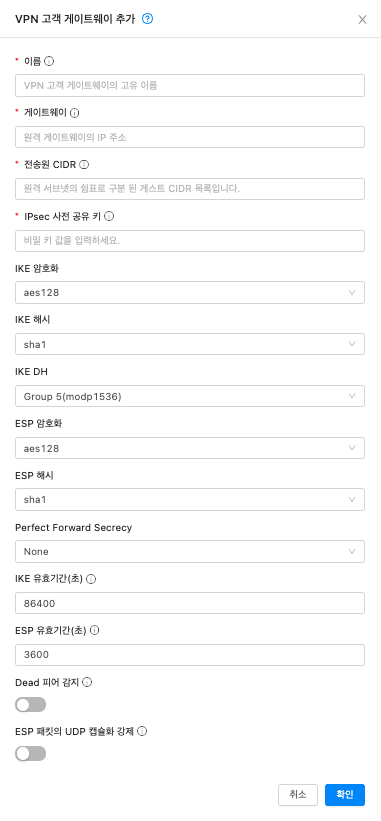 VPN 고객 게이트웨이 추가
* 이름
VPN 고객 게이트웨이의 고유 이름
* 게이트웨이
원격 게이트웨이의 IP 주소
* 전송원 CIDR
원격 서브넷의 쉼표로 구분 된 게스트 CIDR 목록입니다.
* IPsec 사전 공유 키
비밀 키 값을 입력하세요.
IKE 암호화
aes128
IKE 해시
sha1
IKE DH
Group 5(modp1536)
ESP 암호화
aes128
ESP 해시
sha1
Perfect Forward Secrecy
None
IKE 유효기간(초)
86400
ESP 유효기간(초)
3600
Dead 피어 감지
ESP 패킷의 UDP 캡슐화 강제
취소 확인